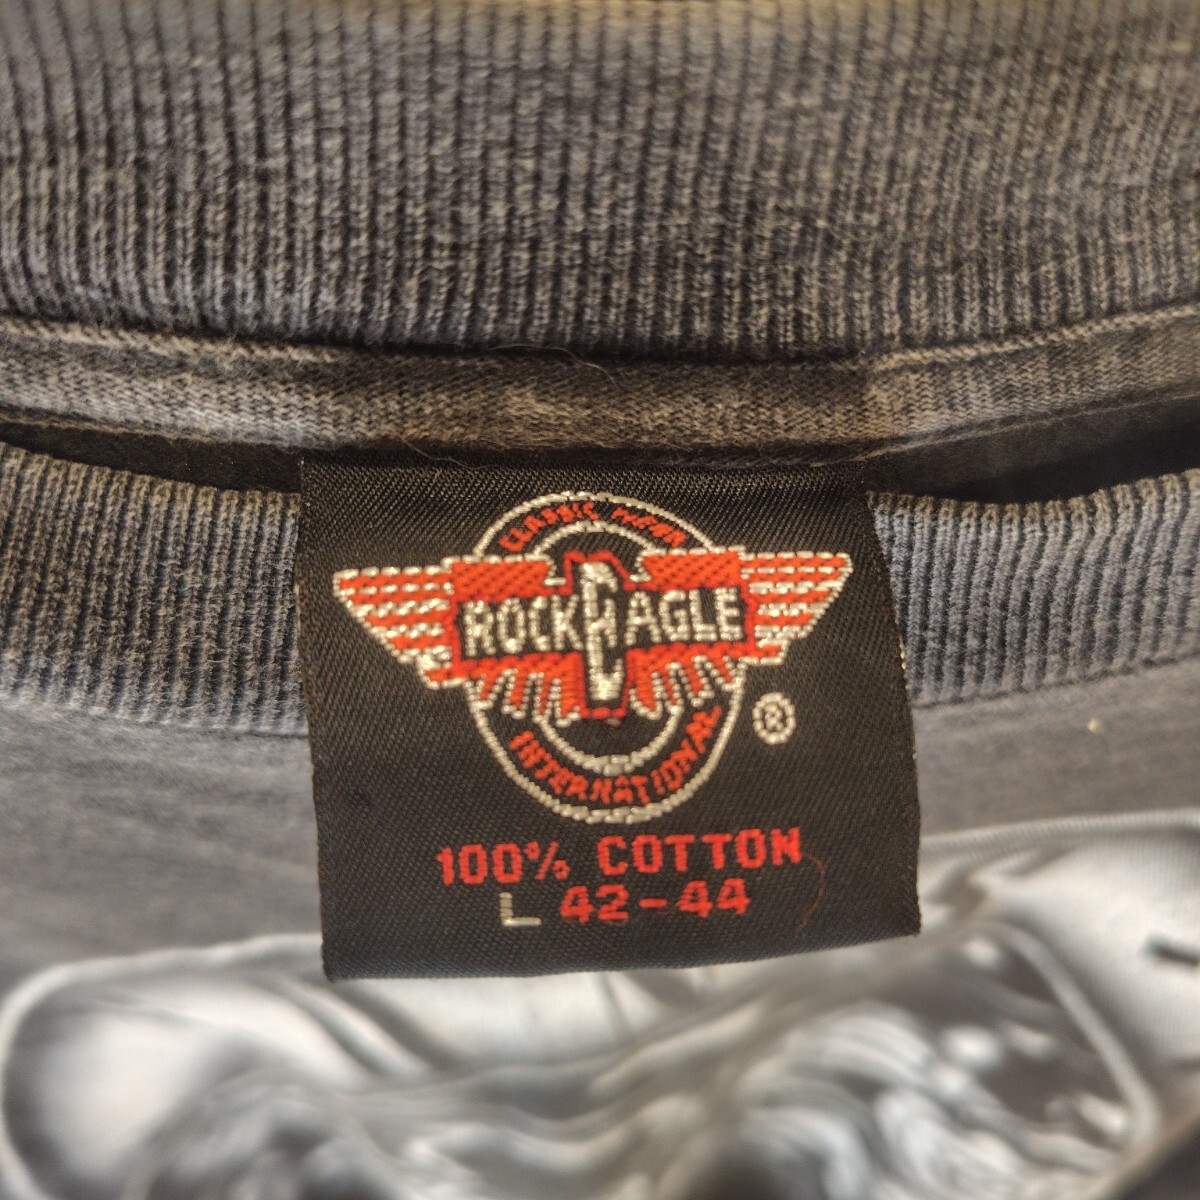 CLASSIC WEAR
ROCK EAGLE
INTERNATIONAL
®
100% COTTON
L 42-44